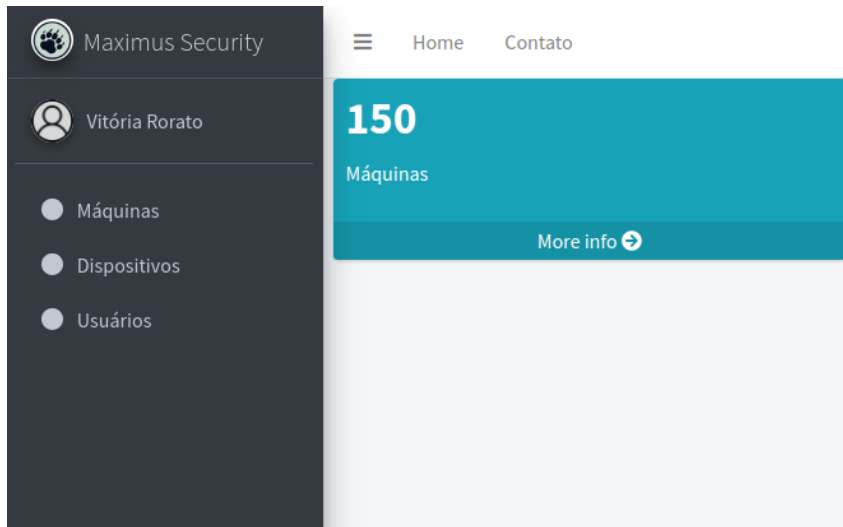 Maximus Security
Home
Contato
Vitória Rorato
Máquinas
Dispositivos
Usuários
150
Máquinas
More info